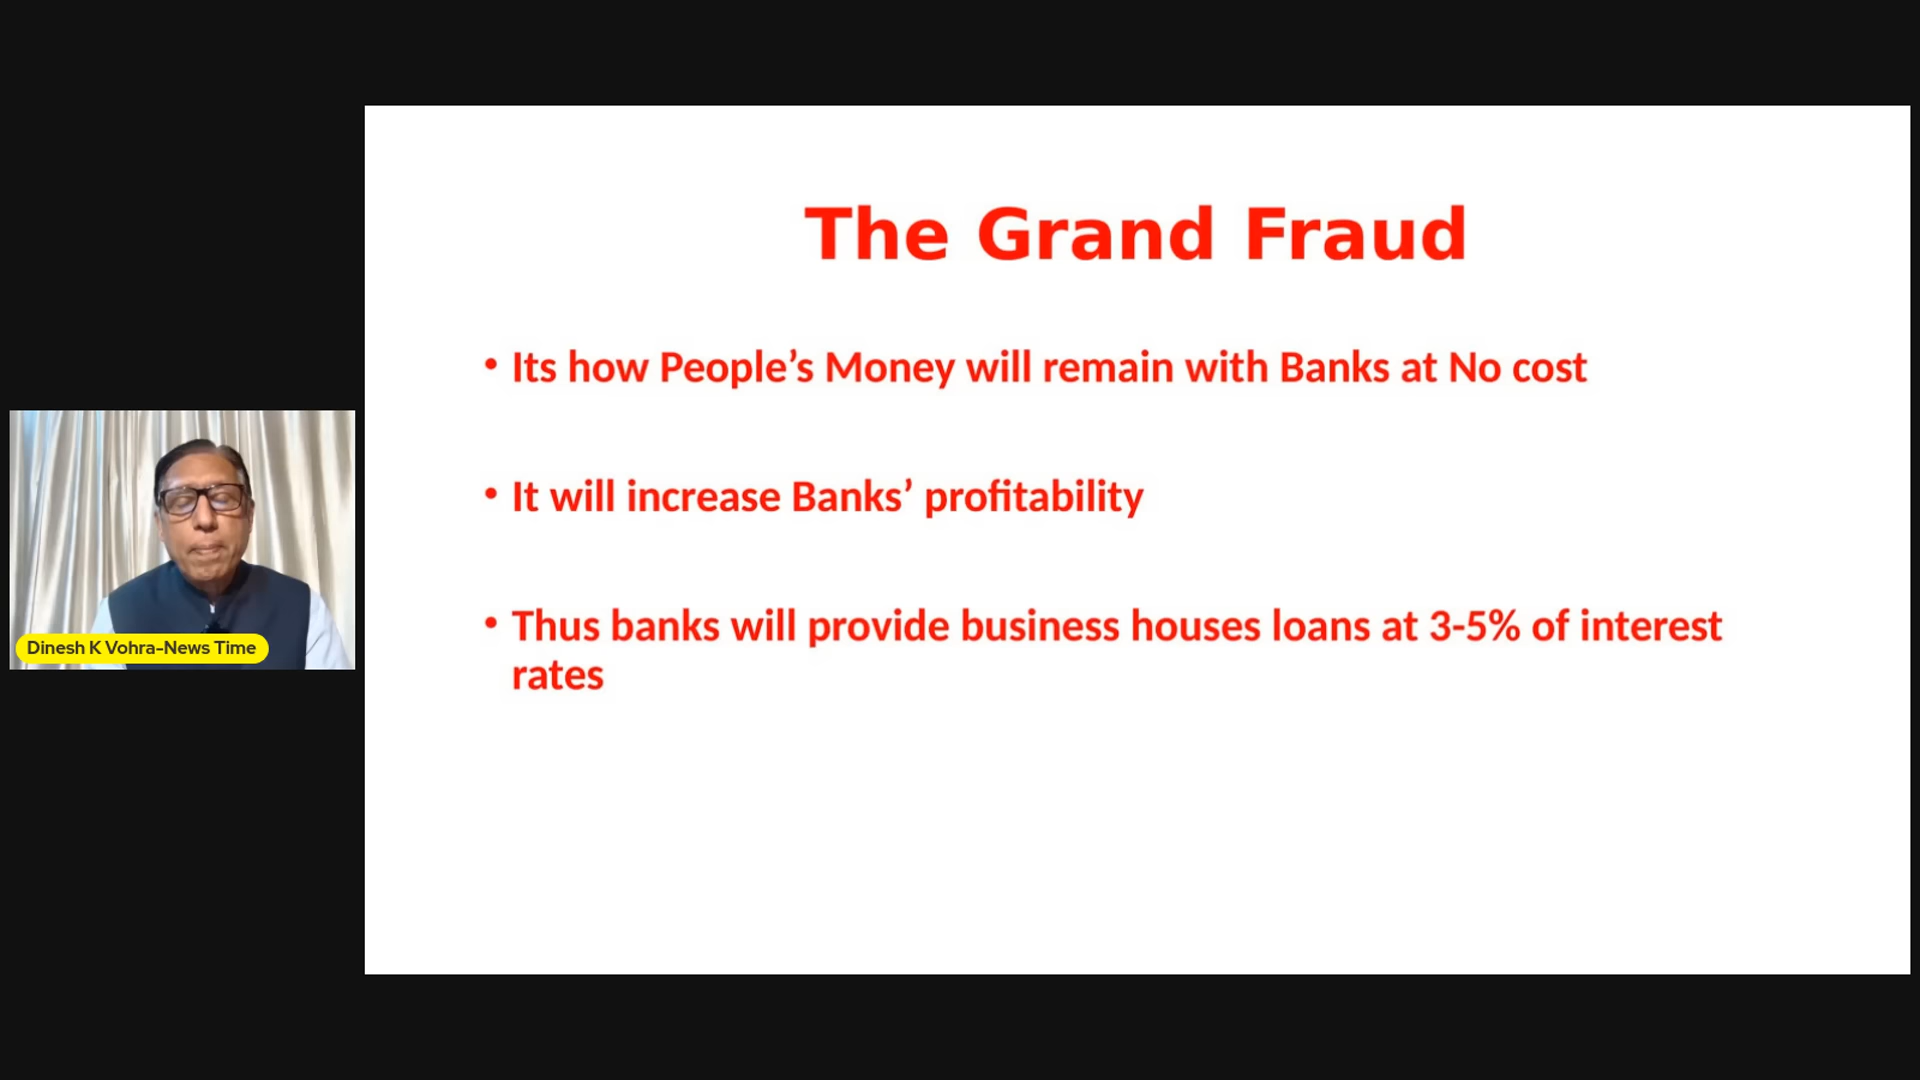 The Grand Fraud
• Its how People’s Money will remain with Banks at No cost
• It will increase Banks’ profitability
• Thus banks will provide business houses loans at 3-5% of interest
rates
Dinesh K Vohra-News Time